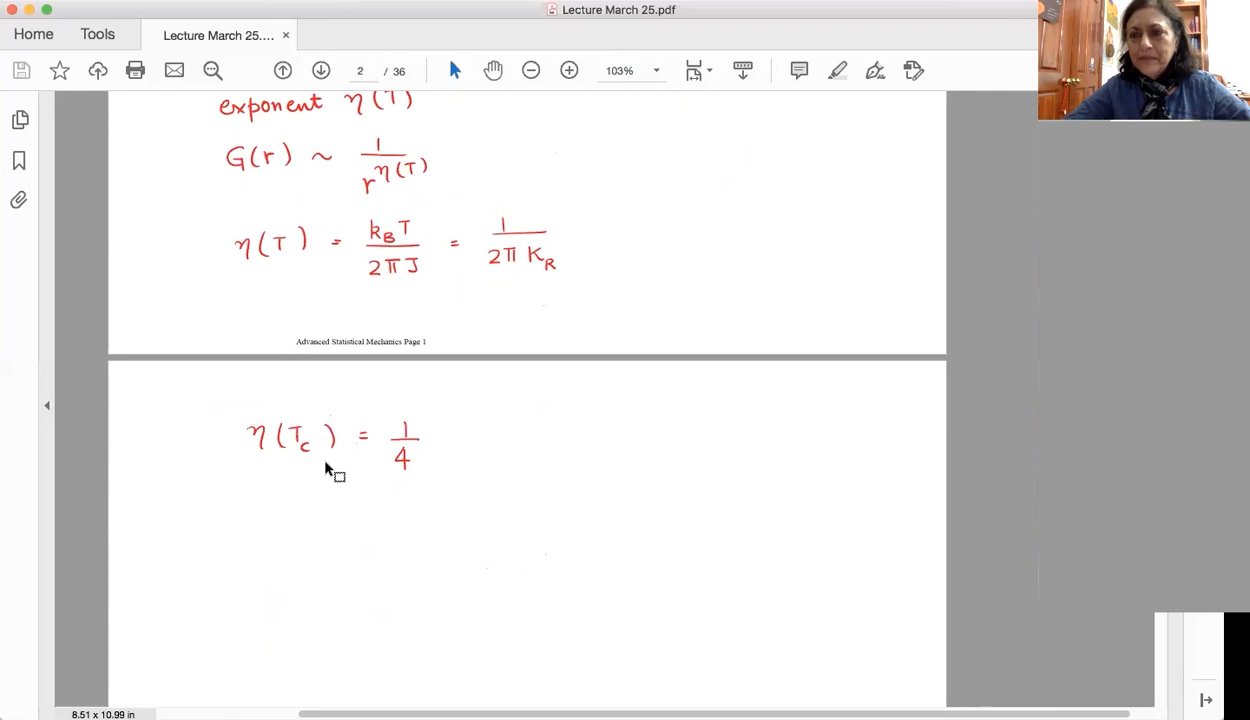 Lecture March 25.pdf
Home Tools Lecture March 25.... ×
2 / 36 103%
exponent η(T)
G(r) ~ 1 / r^η(T)
η(T) = k_B T / 2π J = 1 / 2π K_R
Advanced Statistical Mechanics Page 1
η(T_c) = 1/4
8.51 x 10.99 in